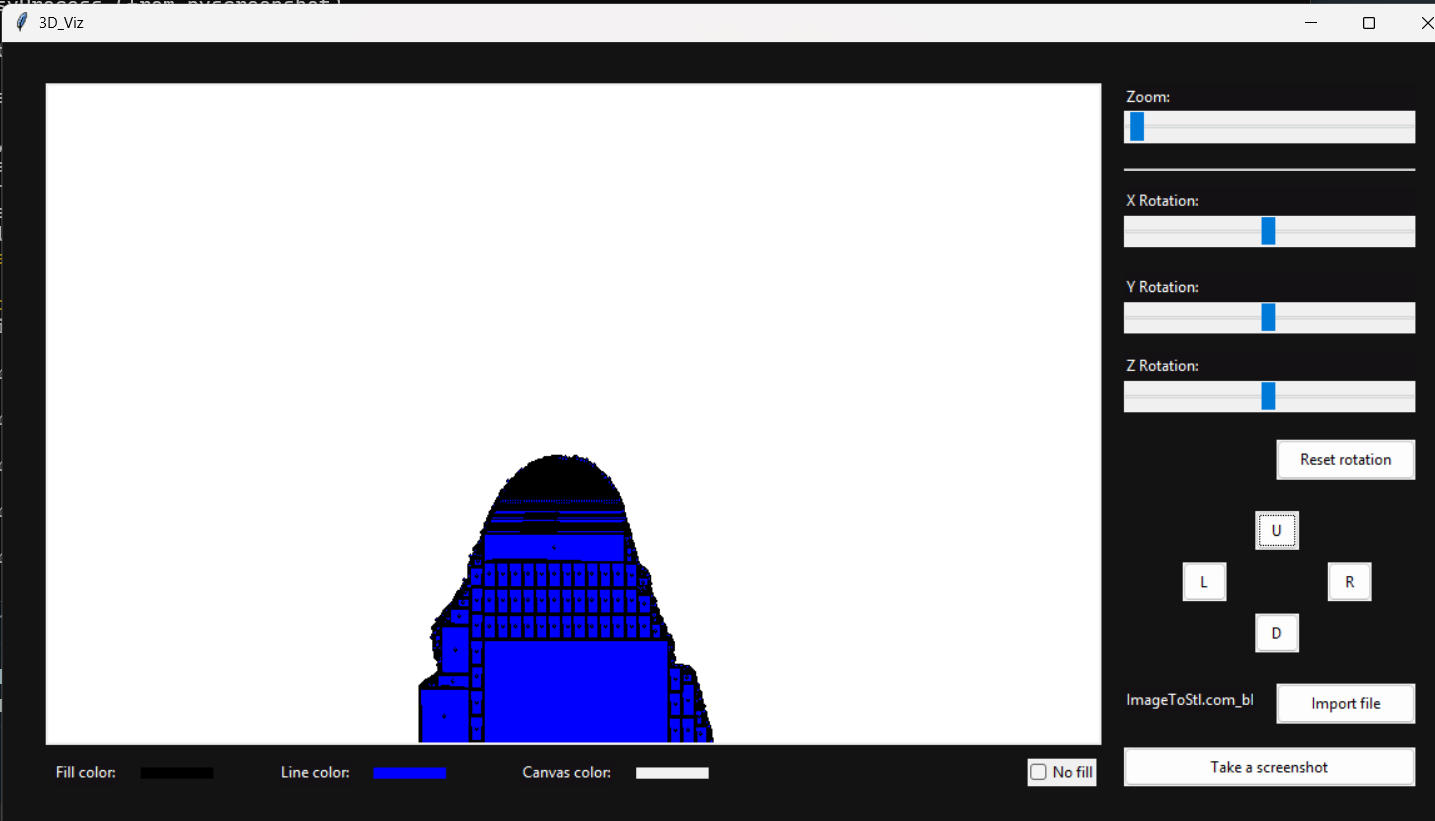 3D_Viz
Zoom:
X Rotation:
Y Rotation:
Z Rotation:
Reset rotation
U
L R
D
ImageToStl.com_bl Import file
Fill color: Line color: Canvas color: No fill Take a screenshot